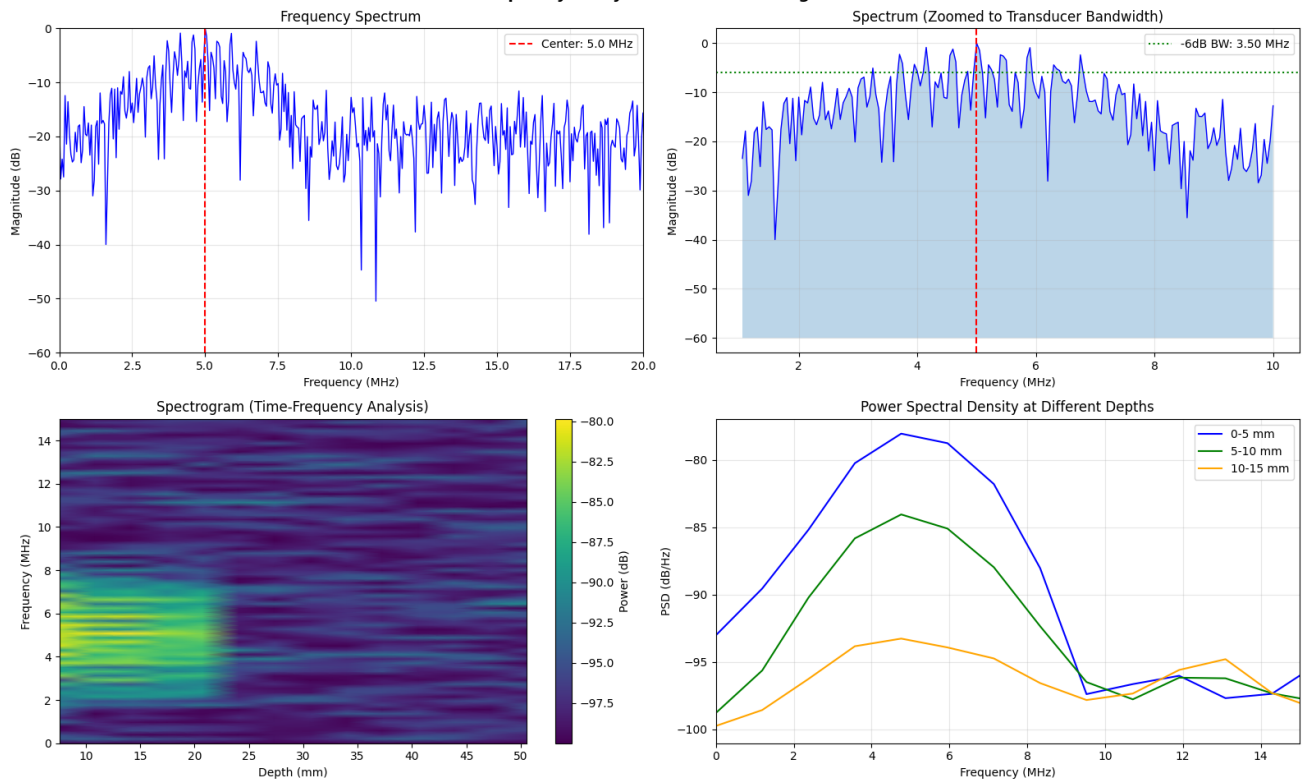 Frequency Spectrum
Center: 5.0 MHz
0
−10
−20
−30
−40
−50
−60
Magnitude (dB)
0.0 2.5 5.0 7.5 10.0 12.5 15.0 17.5 20.0
Frequency (MHz)
Spectrum (Zoomed to Transducer Bandwidth)
-6dB BW: 3.50 MHz
0
−10
−20
−30
−40
−50
−60
Magnitude (dB)
2 4 6 8 10
Frequency (MHz)
Spectrogram (Time-Frequency Analysis)
14
12
10
8
6
4
2
0
Frequency (MHz)
10 15 20 25 30 35 40 45 50
Depth (mm)
−80.0
−82.5
−85.0
−87.5
−90.0
−92.5
−95.0
−97.5
Power (dB)
Power Spectral Density at Different Depths
0-5 mm
5-10 mm
10-15 mm
−80
−85
−90
−95
−100
PSD (dB/Hz)
0 2 4 6 8 10 12 14
Frequency (MHz)